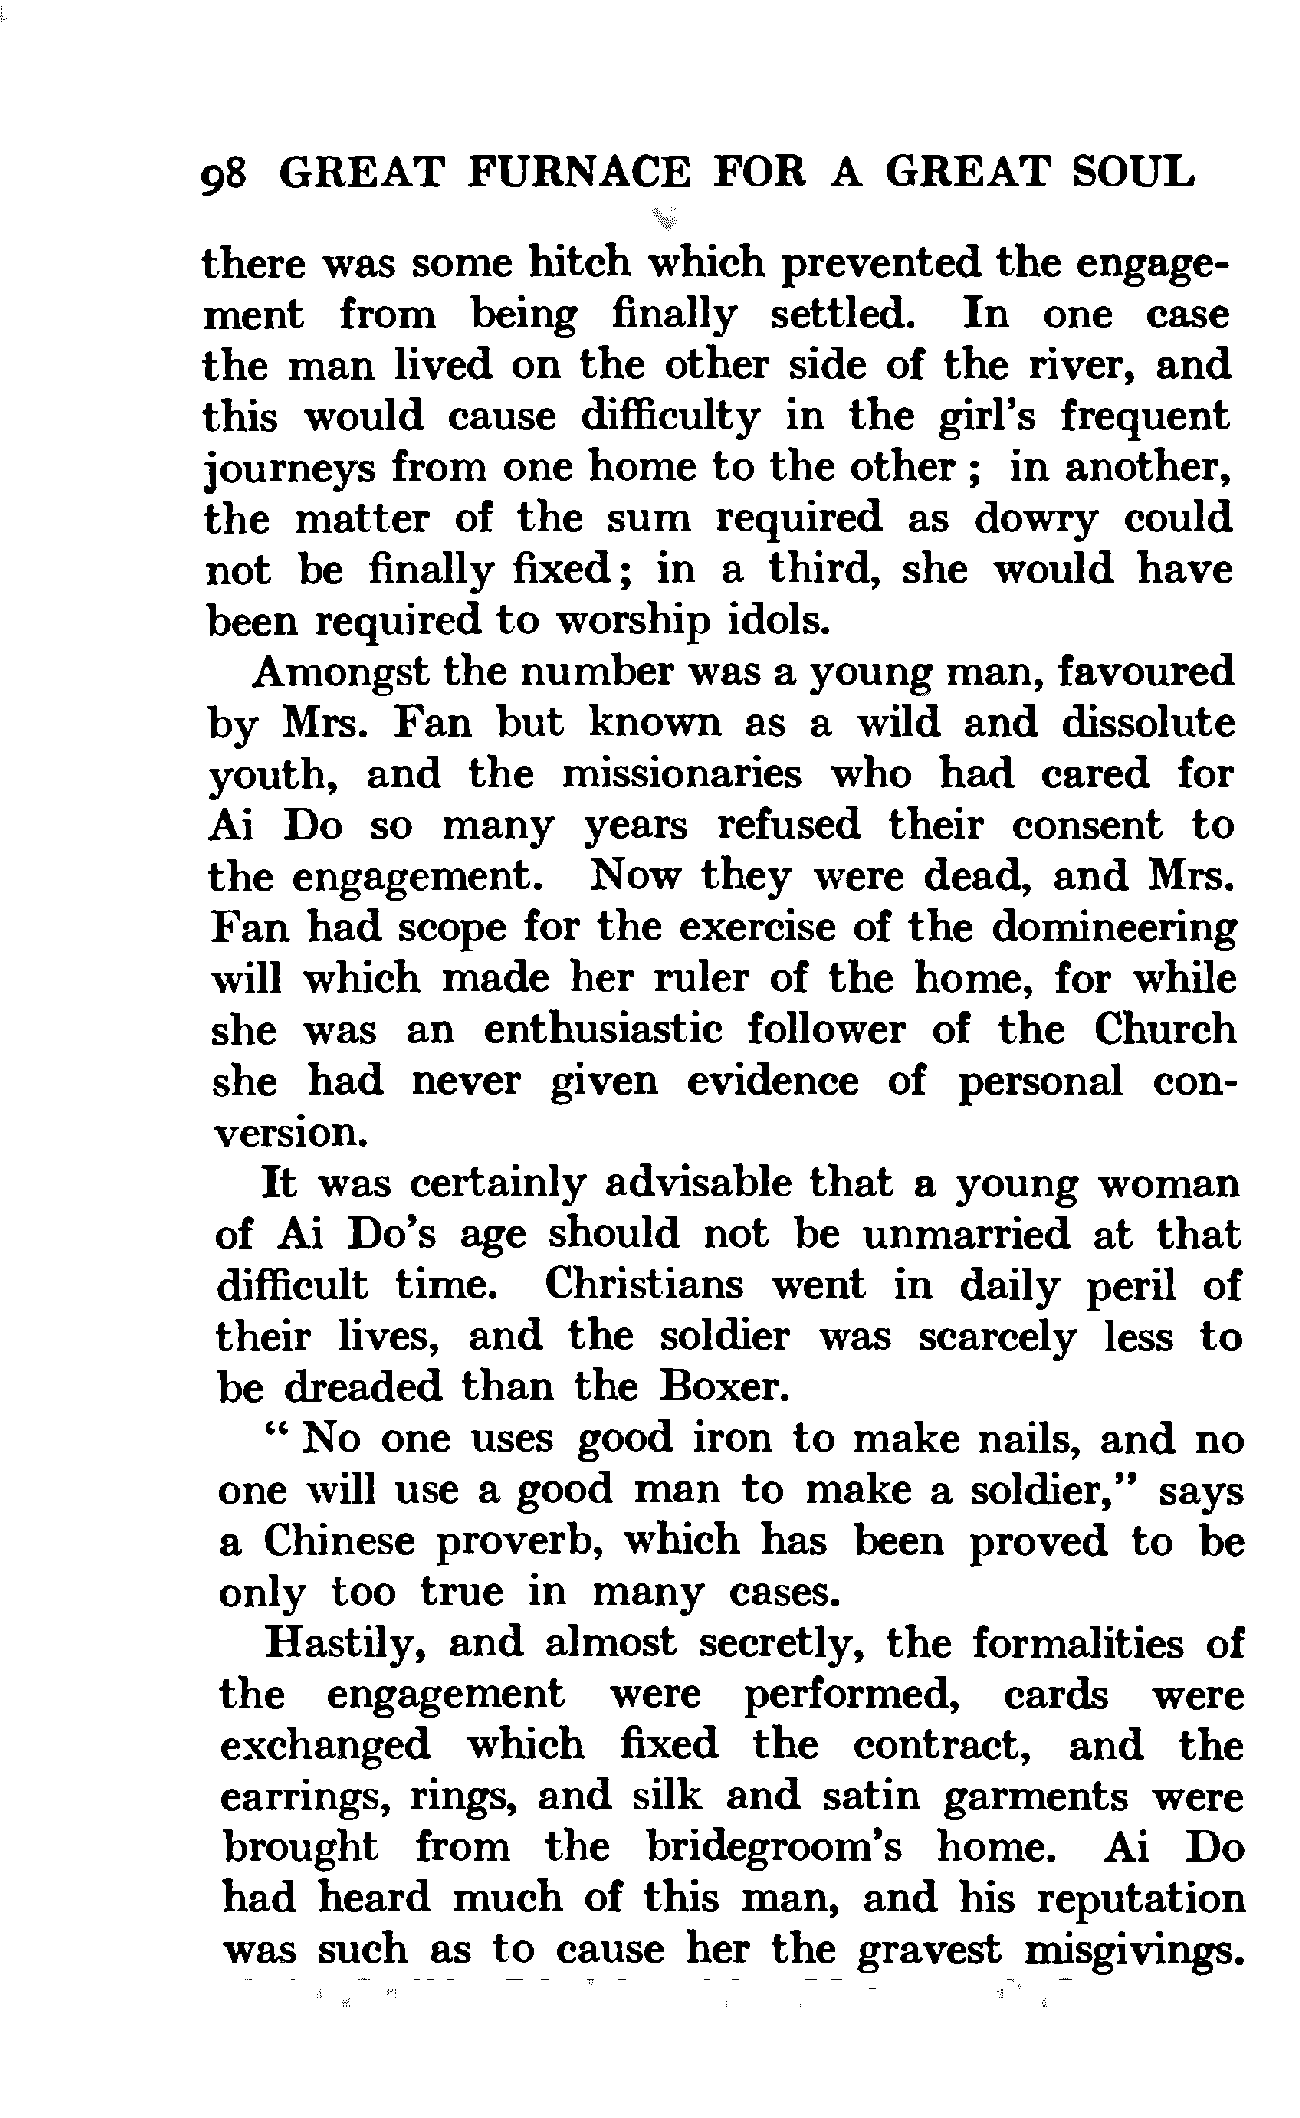 98 GREAT FURNACE FOR A GREAT SOUL
there was some hitch which prevented the engage-
ment from being finally settled. In one case
the man lived on the other side of the river, and
this would cause difficulty in the girl's frequent
journeys from one home to the other ; in another,
the matter of the sum required as dowry could
not be finally fixed; in a third, she would have
been required to worship idols.
Amongst the number was a young man, favoured
by Mrs. Fan but known as a wild and dissolute
youth, and the missionaries who had cared for
Ai Do so many years refused their consent to
the engagement. Now they were dead, and Mrs.
Fan had scope for the exercise of the domineering
will which made her ruler of the home, for while
she was an enthusiastic follower of the Church
she had never given evidence of personal con-
version.
It was certainly advisable that a young woman
of Ai Do's age should not be unmarried at that
difficult time. Christians went in daily peril of
their lives, and the soldier was scarcely less to
be dreaded than the Boxer.
“ No one uses good iron to make nails, and no
one will use a good man to make a soldier,” says
a Chinese proverb, which has been proved to be
only too true in many cases.
Hastily, and almost secretly, the formalities of
the engagement were performed, cards were
exchanged which fixed the contract, and the
earrings, rings, and silk and satin garments were
brought from the bridegroom's home. Ai Do
had heard much of this man, and his reputation
was such as to cause her the gravest misgivings.